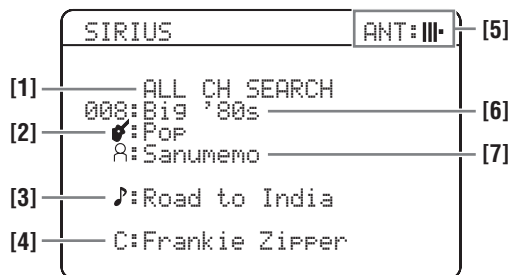 SIRIUS ANT: [5]
[1] ALL CH SEARCH
008:Big '80s [6]
[2] :Pop
:Sanumemo [7]
[3] ♪:Road to India
[4] C:Frankie Zipper